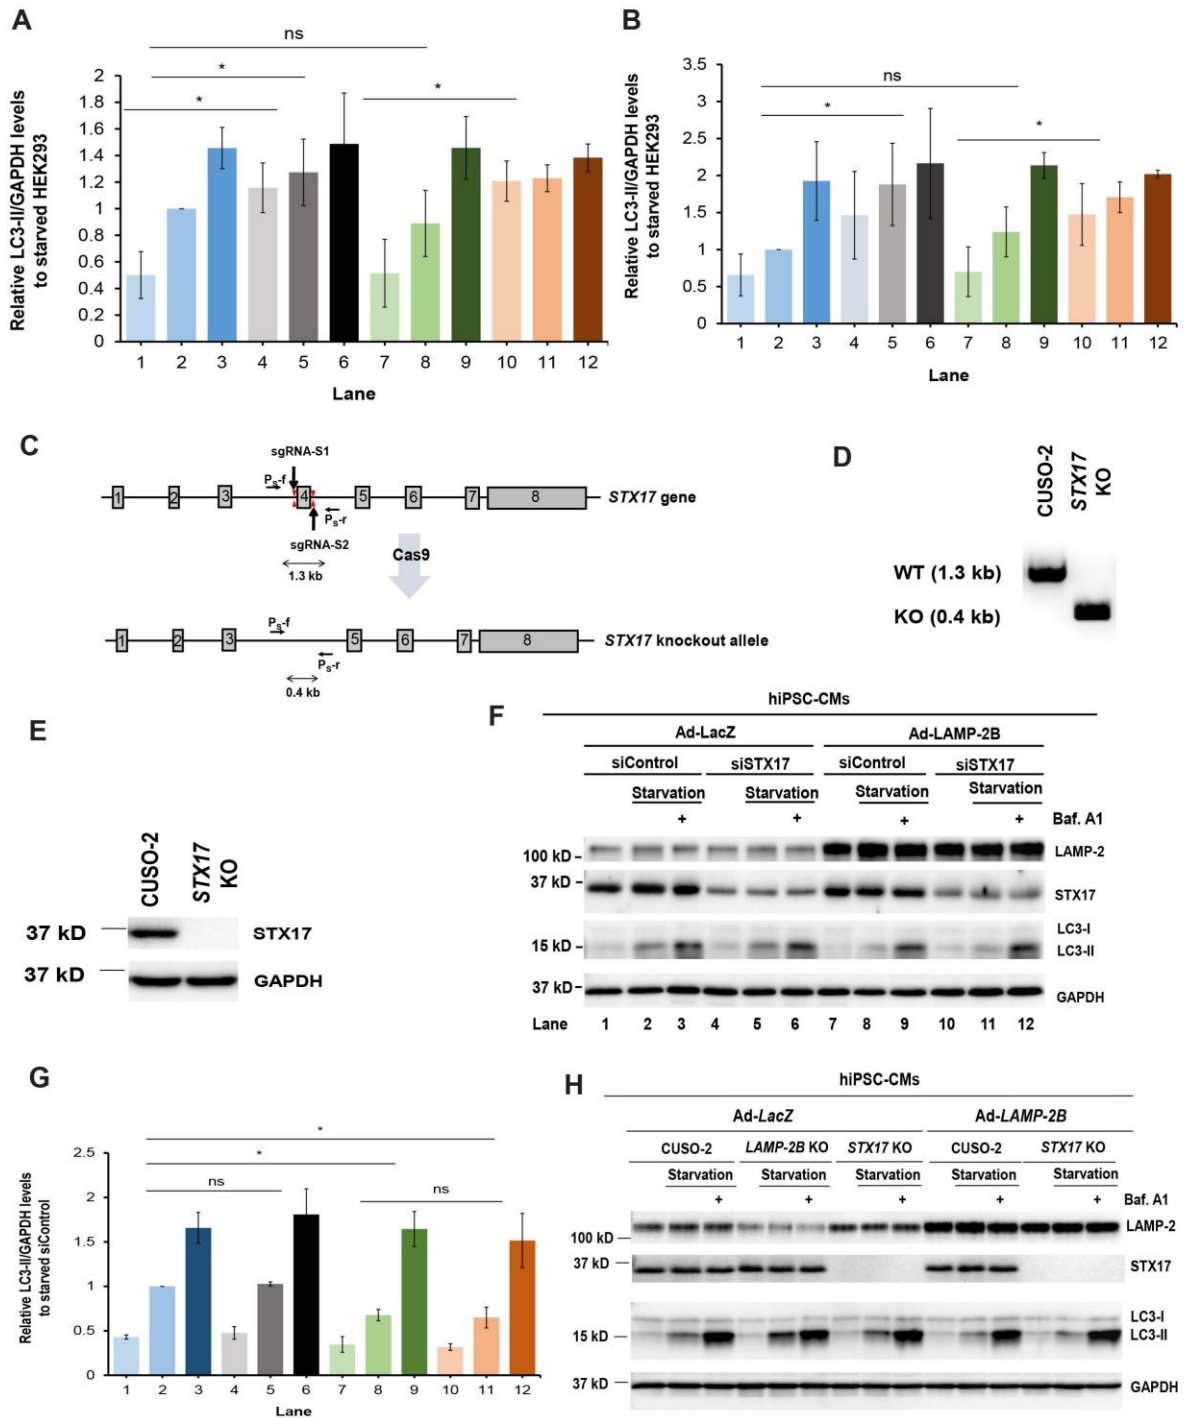 A
ns
*
*
*
Relative LC3-II/GAPDH levels
to starved HEK293
2
1.8
1.6
1.4
1.2
1
0.8
0.6
0.4
0.2
0
1 2 3 4 5 6 7 8 9 10 11 12
Lane
B
ns
*
*
Relative LC3-II/GAPDH levels
to starved HEK293
3.5
3
2.5
2
1.5
1
0.5
0
1 2 3 4 5 6 7 8 9 10 11 12
Lane
C
sgRNA-S1
Ps-f
1 2 3 4 5 6 7 8 STX17 gene
Ps-r
sgRNA-S2
1.3 kb
Cas9
Ps-f
1 2 3 5 6 7 8 STX17 knockout allele
Ps-r
0.4 kb
D
CUSO-2
STX17
KO
WT (1.3 kb)
KO (0.4 kb)
E
CUSO-2
STX17
KO
37 kD STX17
37 kD GAPDH
F
hiPSC-CMs
Ad-LacZ Ad-LAMP-2B
siControl siSTX17 siControl siSTX17
Starvation Starvation Starvation Starvation
+ + + + Baf. A1
100 kD LAMP-2
37 kD STX17
LC3-I
15 kD LC3-II
37 kD GAPDH
Lane 1 2 3 4 5 6 7 8 9 10 11 12
G
*
*
ns
ns
Relative LC3-II/GAPDH levels
to starved siControl
2.5
2
1.5
1
0.5
0
1 2 3 4 5 6 7 8 9 10 11 12
Lane
H
hiPSC-CMs
Ad-LacZ Ad-LAMP-2B
CUSO-2 LAMP-2B KO STX17 KO CUSO-2 STX17 KO
Starvation Starvation Starvation Starvation Starvation
+ + + + + Baf. A1
100 kD LAMP-2
37 kD STX17
LC3-I
15 kD LC3-II
37 kD GAPDH